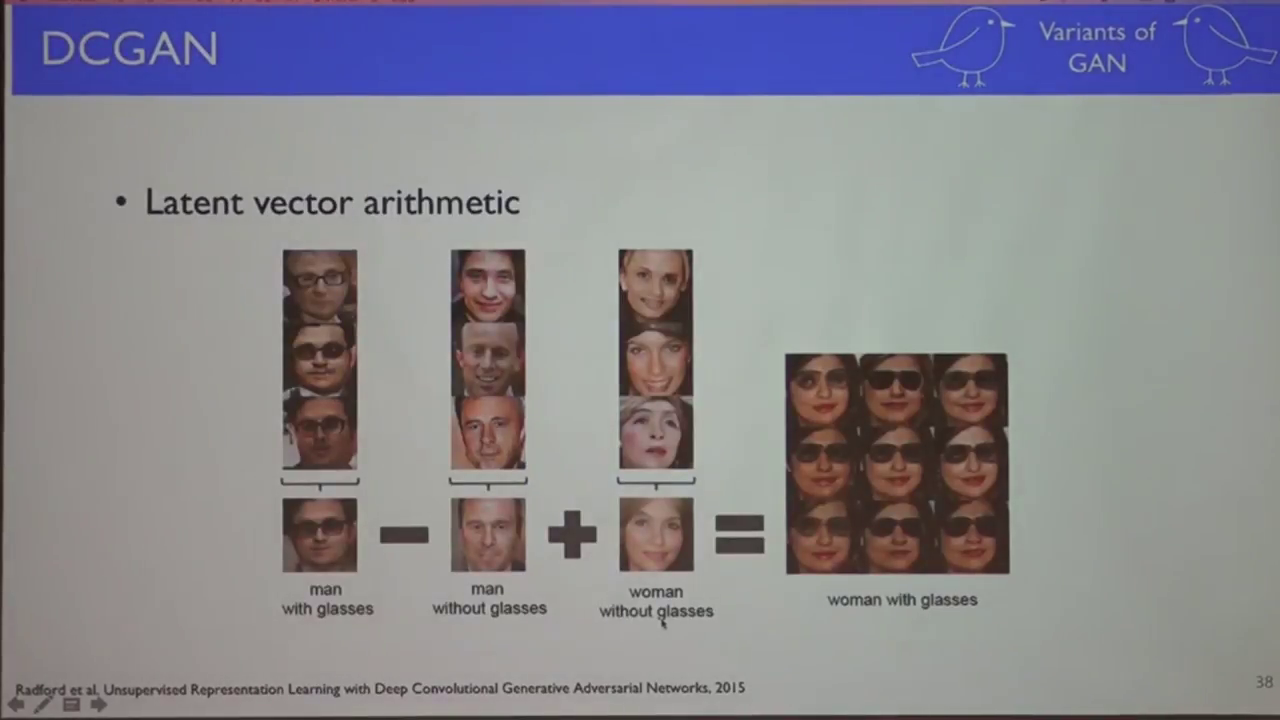 DCGAN
Variants of
GAN
• Latent vector arithmetic
man
with glasses
man
without glasses
woman
without glasses
woman with glasses
Radford et al, Unsupervised Representation Learning with Deep Convolutional Generative Adversarial Networks, 2015
38